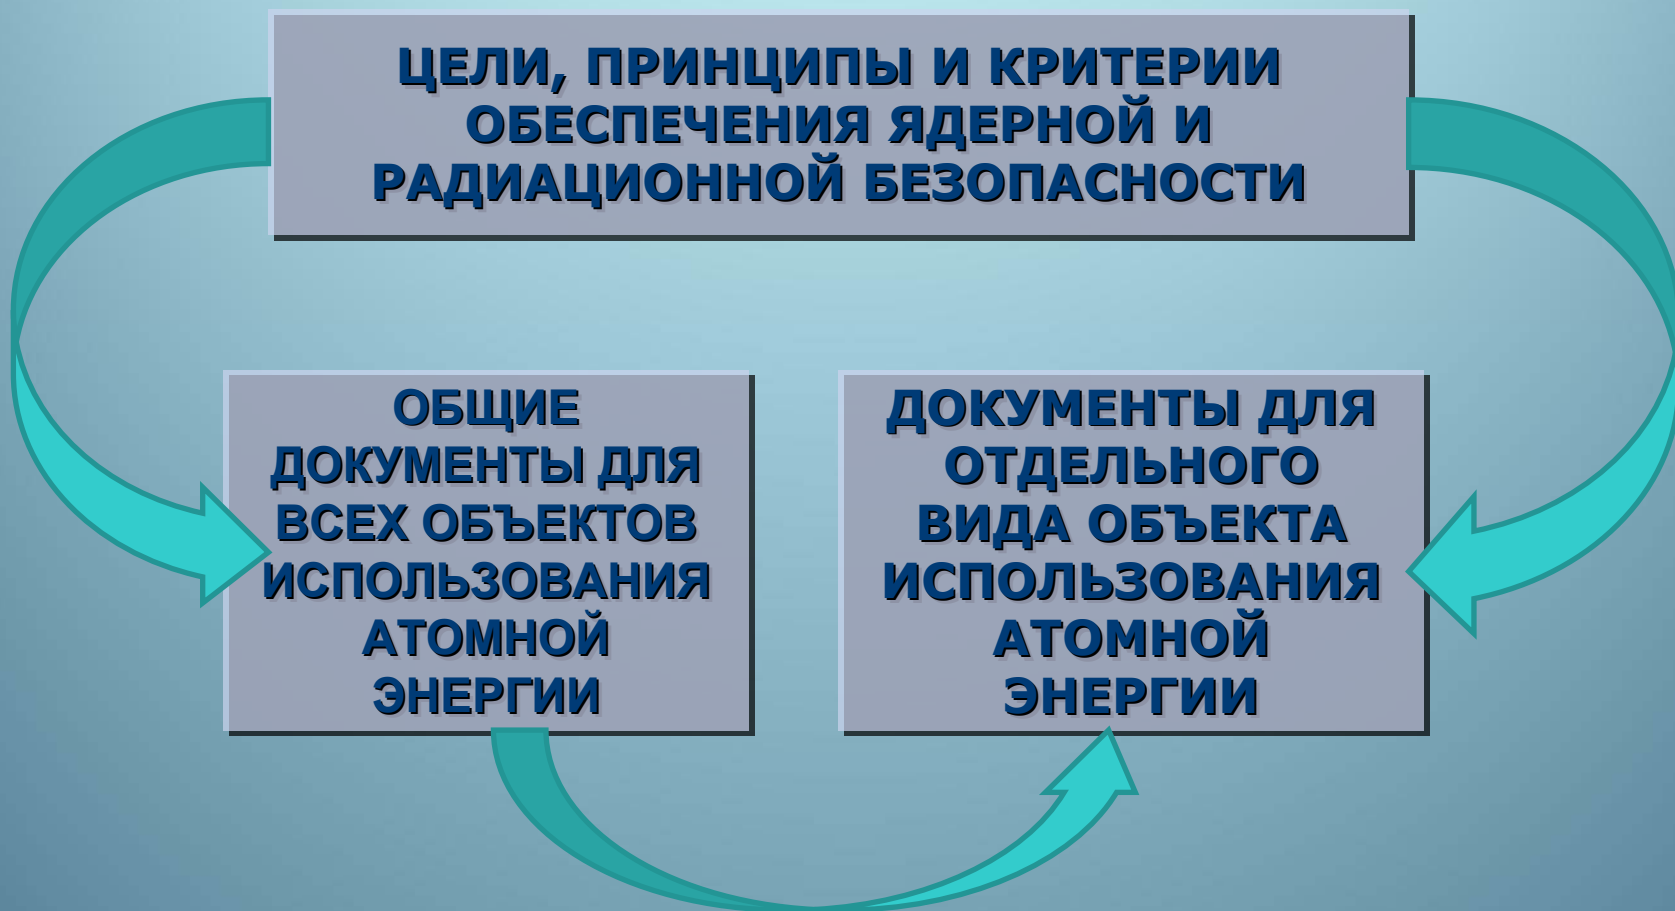 ЦЕЛИ, ПРИНЦИПЫ И КРИТЕРИИ
ОБЕСПЕЧЕНИЯ ЯДЕРНОЙ И
РАДИАЦИОННОЙ БЕЗОПАСНОСТИ
ОБЩИЕ
ДОКУМЕНТЫ ДЛЯ
ВСЕХ ОБЪЕКТОВ
ИСПОЛЬЗОВАНИЯ
АТОМНОЙ
ЭНЕРГИИ
ДОКУМЕНТЫ ДЛЯ
ОТДЕЛЬНОГО
ВИДА ОБЪЕКТА
ИСПОЛЬЗОВАНИЯ
АТОМНОЙ
ЭНЕРГИИ